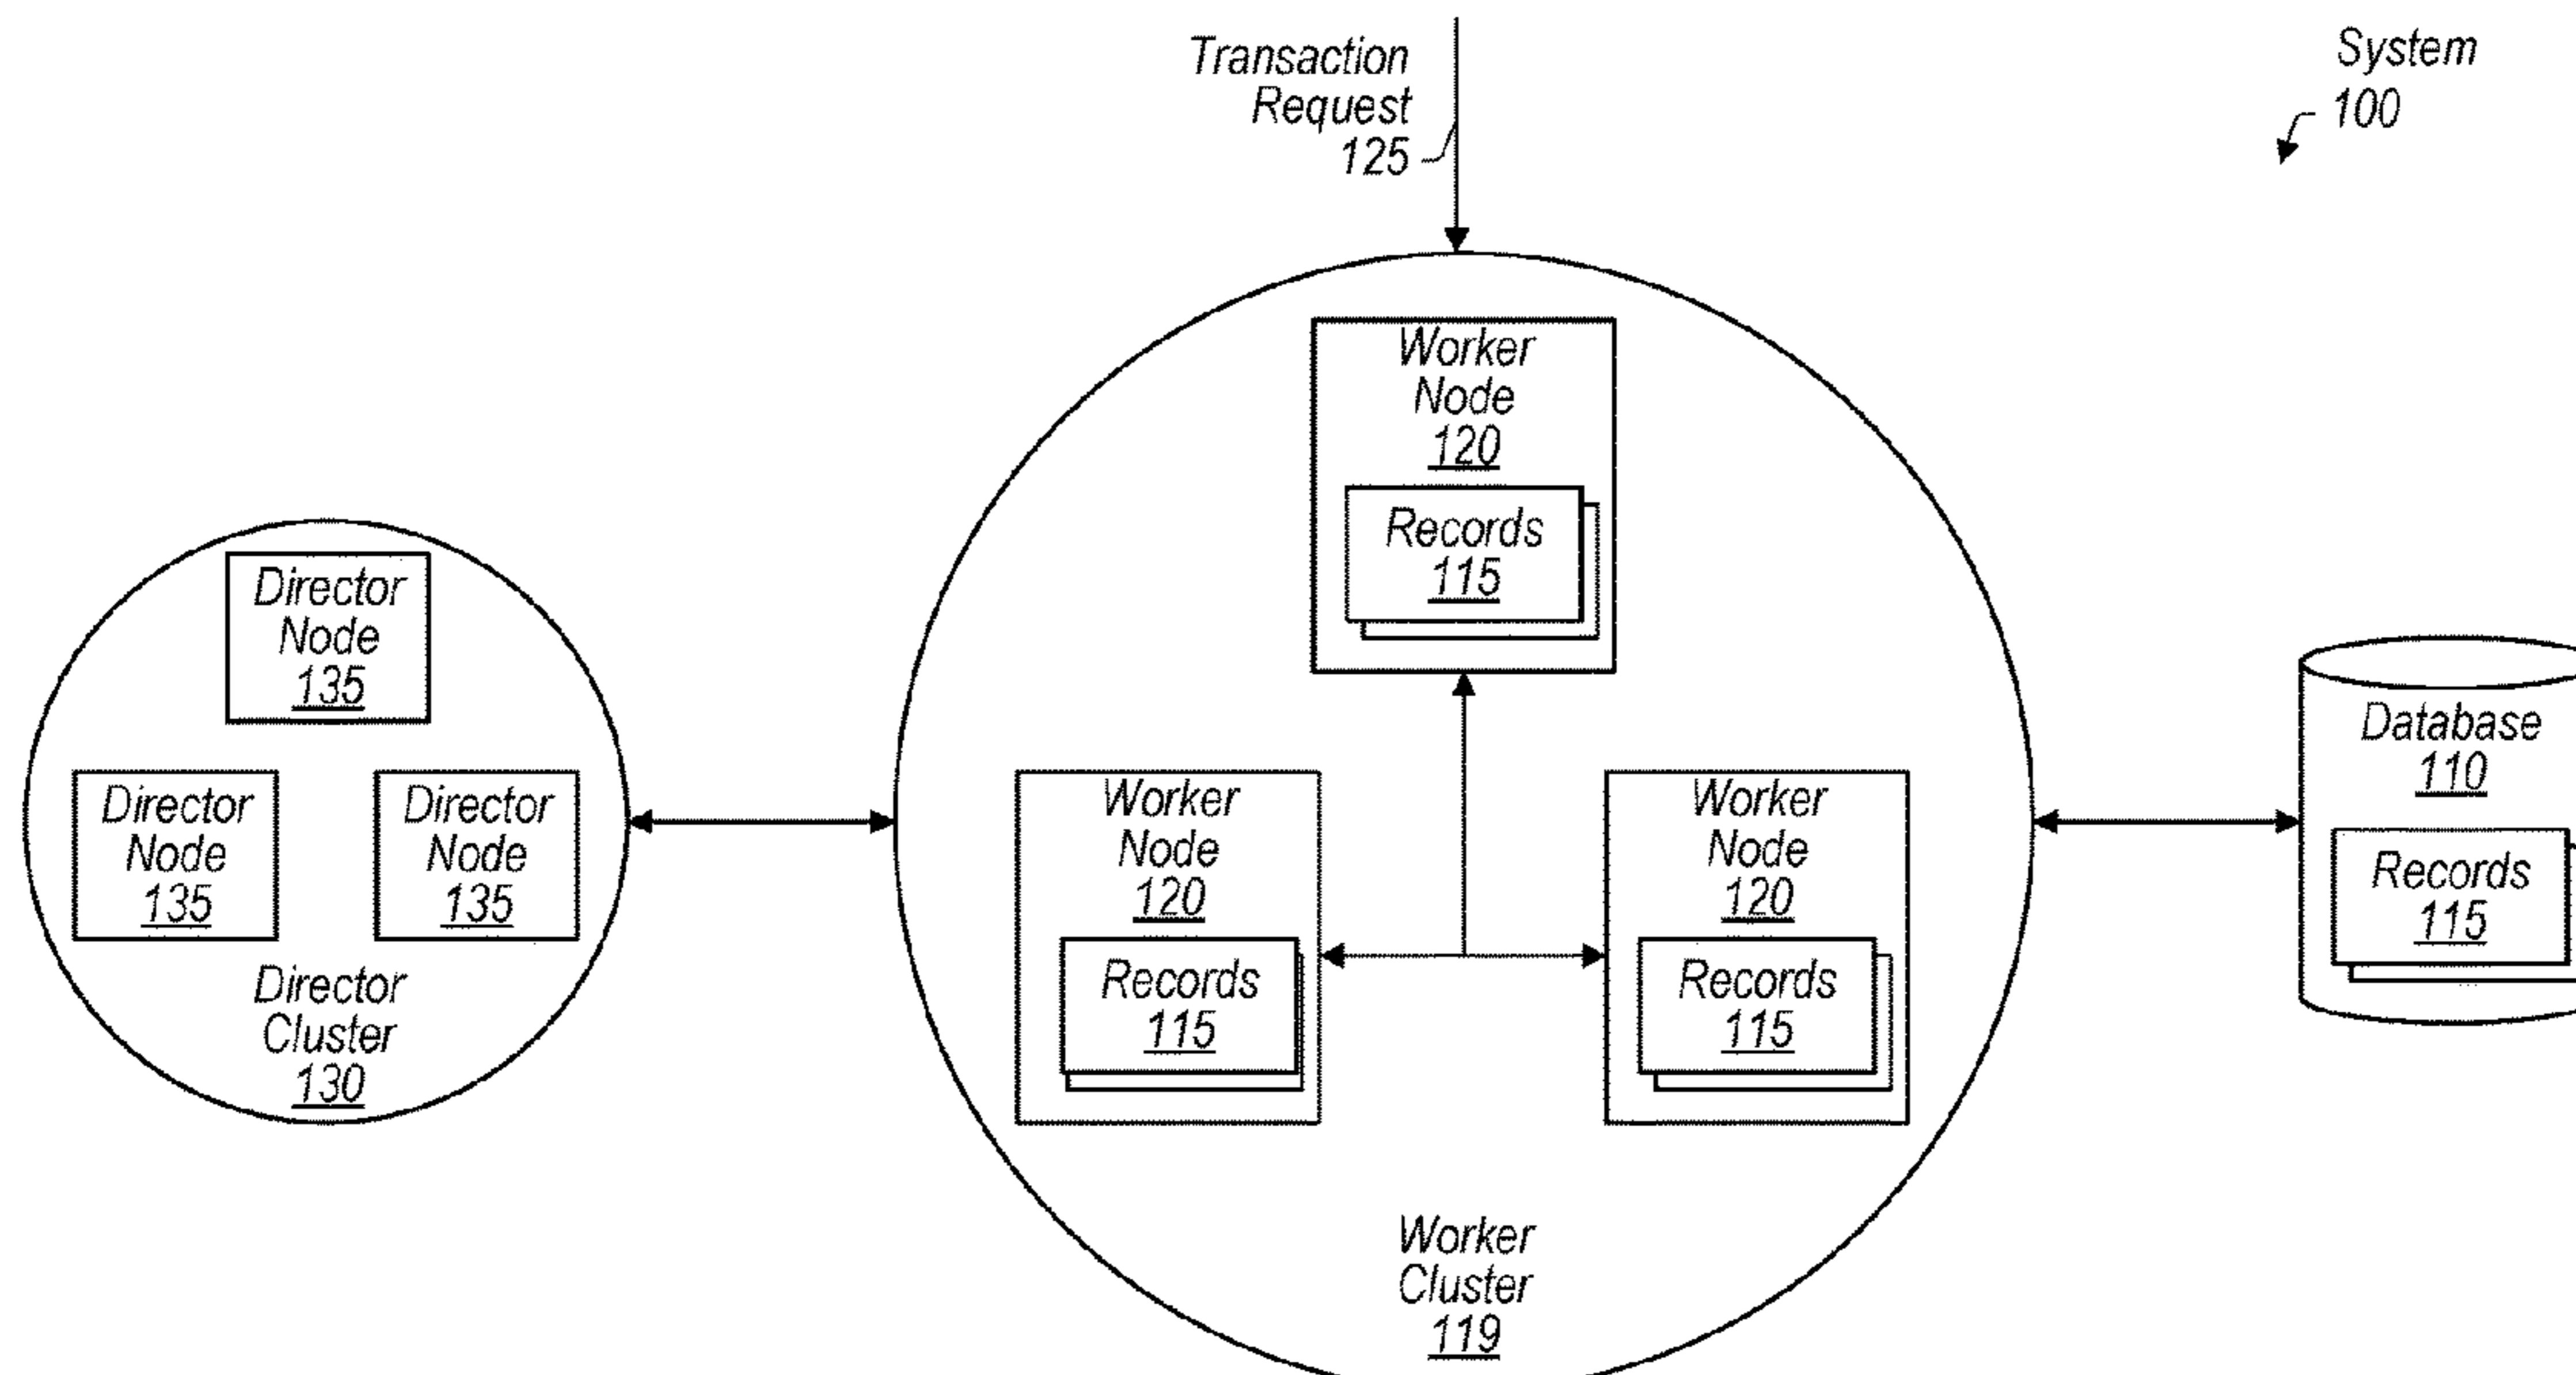 Transaction
Request
125
System
100
Worker
Node
120
Records
115
Director
Node
135
Director
Node
135
Director
Node
135
Director
Cluster
130
Worker
Node
120
Records
115
Worker
Node
120
Records
115
Worker
Cluster
119
Database
110
Records
115